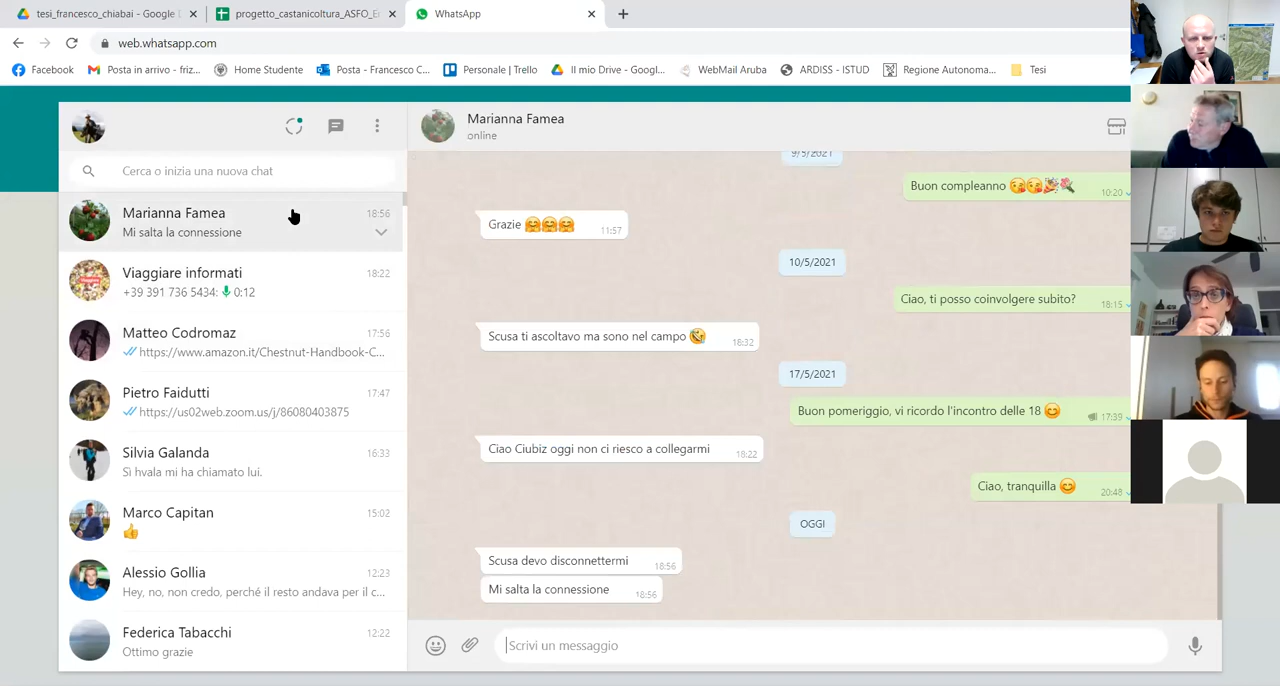 tesi_francesco_chiabai - Google D
progetto_castanicoltura_ASFO_Er
WhatsApp
web.whatsapp.com
Facebook
Posta in arrivo - friz...
Home Studente
Posta - Francesco C...
Personale | Trello
Il mio Drive - Googl...
WebMail Aruba
ARDISS - ISTUD
Regione Autonoma...
Tesi
Cerca o inizia una nuova chat
Marianna Famea
18:56
Mi salta la connessione
Viaggiare informati
18:22
+39 391 736 5434: 0:12
Matteo Codromaz
17:56
https://www.amazon.it/Chestnut-Handbook-C...
Pietro Faidutti
17:47
https://us02web.zoom.us/j/86080403875
Silvia Galanda
16:33
Sì hvala mi ha chiamato lui.
Marco Capitan
15:02
👍
Alessio Gollia
12:23
Hey, no, non credo, perché il resto andava per il c...
Federica Tabacchi
12:22
Ottimo grazie
Marianna Famea
online
9/5/2021
Buon compleanno 😘😘🎉💐
10:20
Grazie 🤗🤗🤗
11:57
10/5/2021
Ciao, ti posso coinvolgere subito?
18:15
Scusa ti ascoltavo ma sono nel campo
18:32
17/5/2021
Buon pomeriggio, vi ricordo l'incontro delle 18 😊
17:39
Ciao Ciubiz oggi non ci riesco a collegarmi
18:22
Ciao, tranquilla 😊
20:48
OGGI
Scusa devo disconnettermi
18:56
Mi salta la connessione
18:56
Scrivi un messaggio